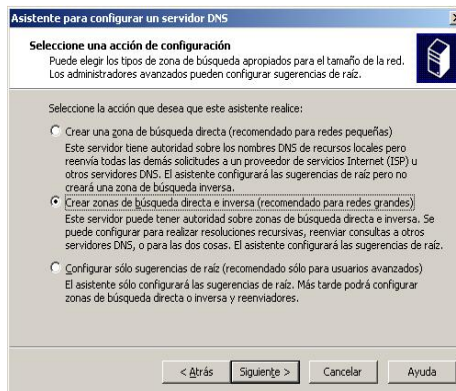 Asistente para configurar un servidor DNS
Seleccione una acción de configuración
Puede elegir los tipos de zona de búsqueda apropiados para el tamaño de la red.
Los administradores avanzados pueden configurar sugerencias de raíz.
Seleccione la acción que desea que este asistente realice:
Crear una zona de búsqueda directa (recomendado para redes pequeñas)
Este servidor tiene autoridad sobre los nombres DNS de recursos locales pero
reenvía todas las demás solicitudes a un proveedor de servicios Internet (ISP) u
otros servidores DNS. El asistente configurará las sugerencias de raíz pero no
creará una zona de búsqueda inversa.
Crear zonas de búsqueda directa e inversa (recomendado para redes grandes)
Este servidor puede tener autoridad sobre zonas de búsqueda directa e inversa. Se
puede configurar para realizar resoluciones recursivas, reenviar consultas a otros
servidores DNS, o para las dos cosas. El asistente configurará las sugerencias de raíz.
Configurar sólo sugerencias de raíz (recomendado sólo para usuarios avanzados)
El asistente sólo configurará las sugerencias de raíz. Más tarde podrá configurar
zonas de búsqueda directa o inversa y reenviadores.
< Atrás
Siguiente >
Cancelar
Ayuda